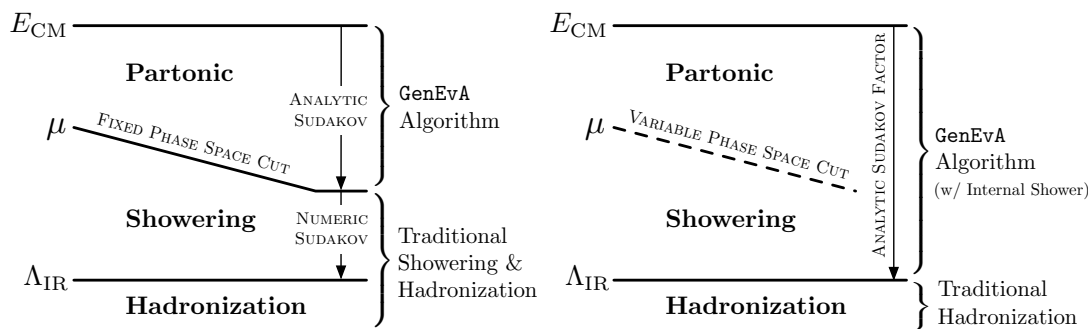 E_CM
Partonic
ANALYTIC
SUDAKOV
GenEvA
Algorithm
μ
FIXED PHASE SPACE CUT
Showering
NUMERIC
SUDAKOV
Traditional
Showering &
Hadronization
Λ_IR
Hadronization
E_CM
Partonic
ANALYTIC SUDAKOV FACTOR
μ
VARIABLE PHASE SPACE CUT
GenEvA
Algorithm
(w/ Internal Shower)
Showering
Λ_IR
Hadronization
Traditional
Hadronization